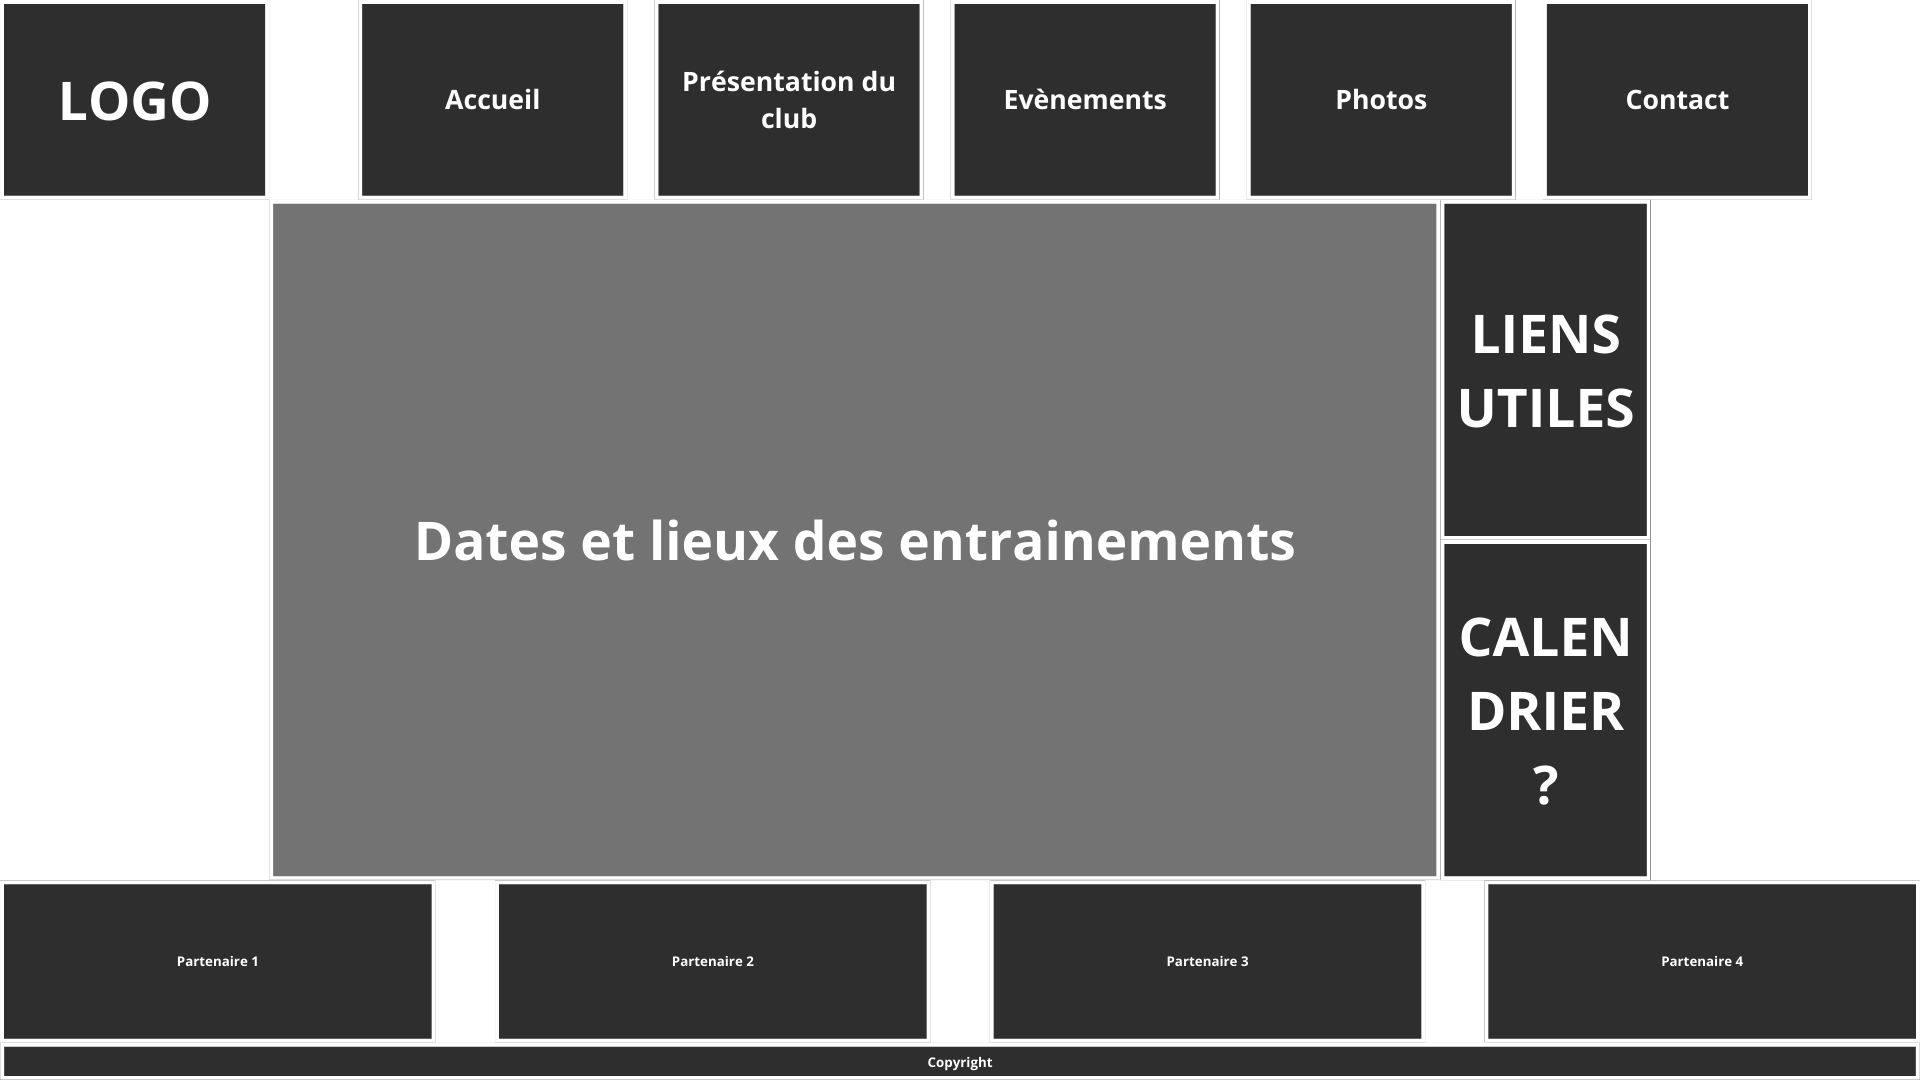 LOGO
Accueil
Présentation du
club
Evènements
Photos
Contact
Dates et lieux des entrainements
LIENS
UTILES
CALEN
DRIER
?
Partenaire 1
Partenaire 2
Partenaire 3
Partenaire 4
Copyright